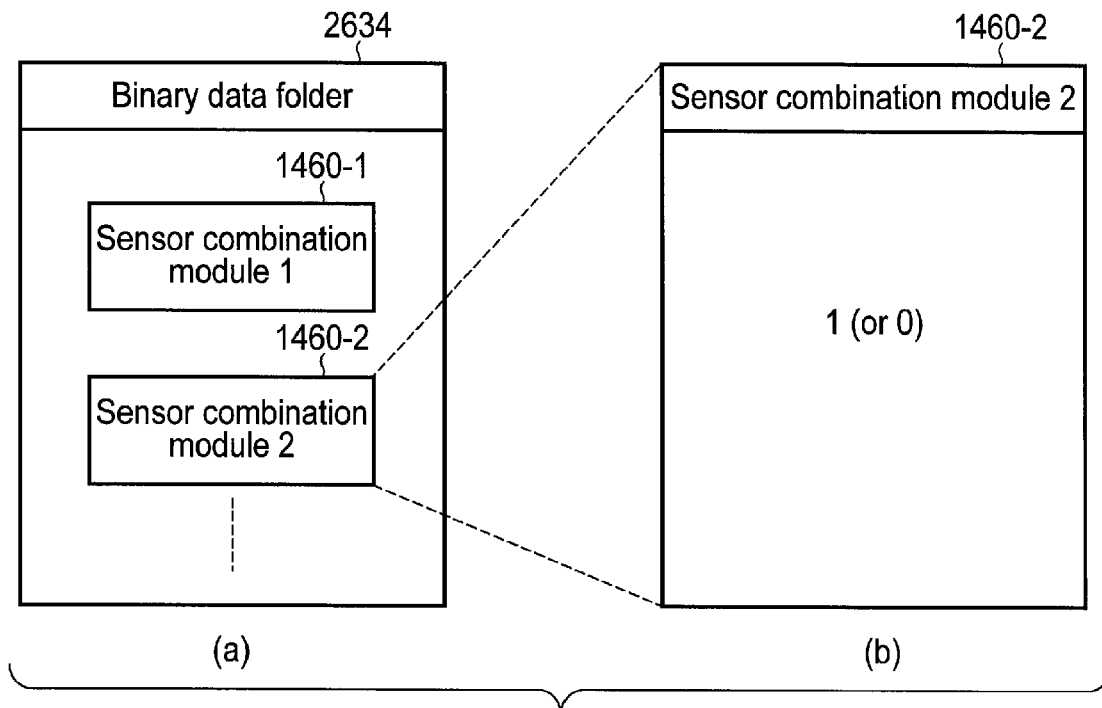 2634
Binary data folder
1460-1
Sensor combination
module 1
1460-2
Sensor combination
module 2
(a)
1460-2
Sensor combination module 2
1 (or 0)
(b)